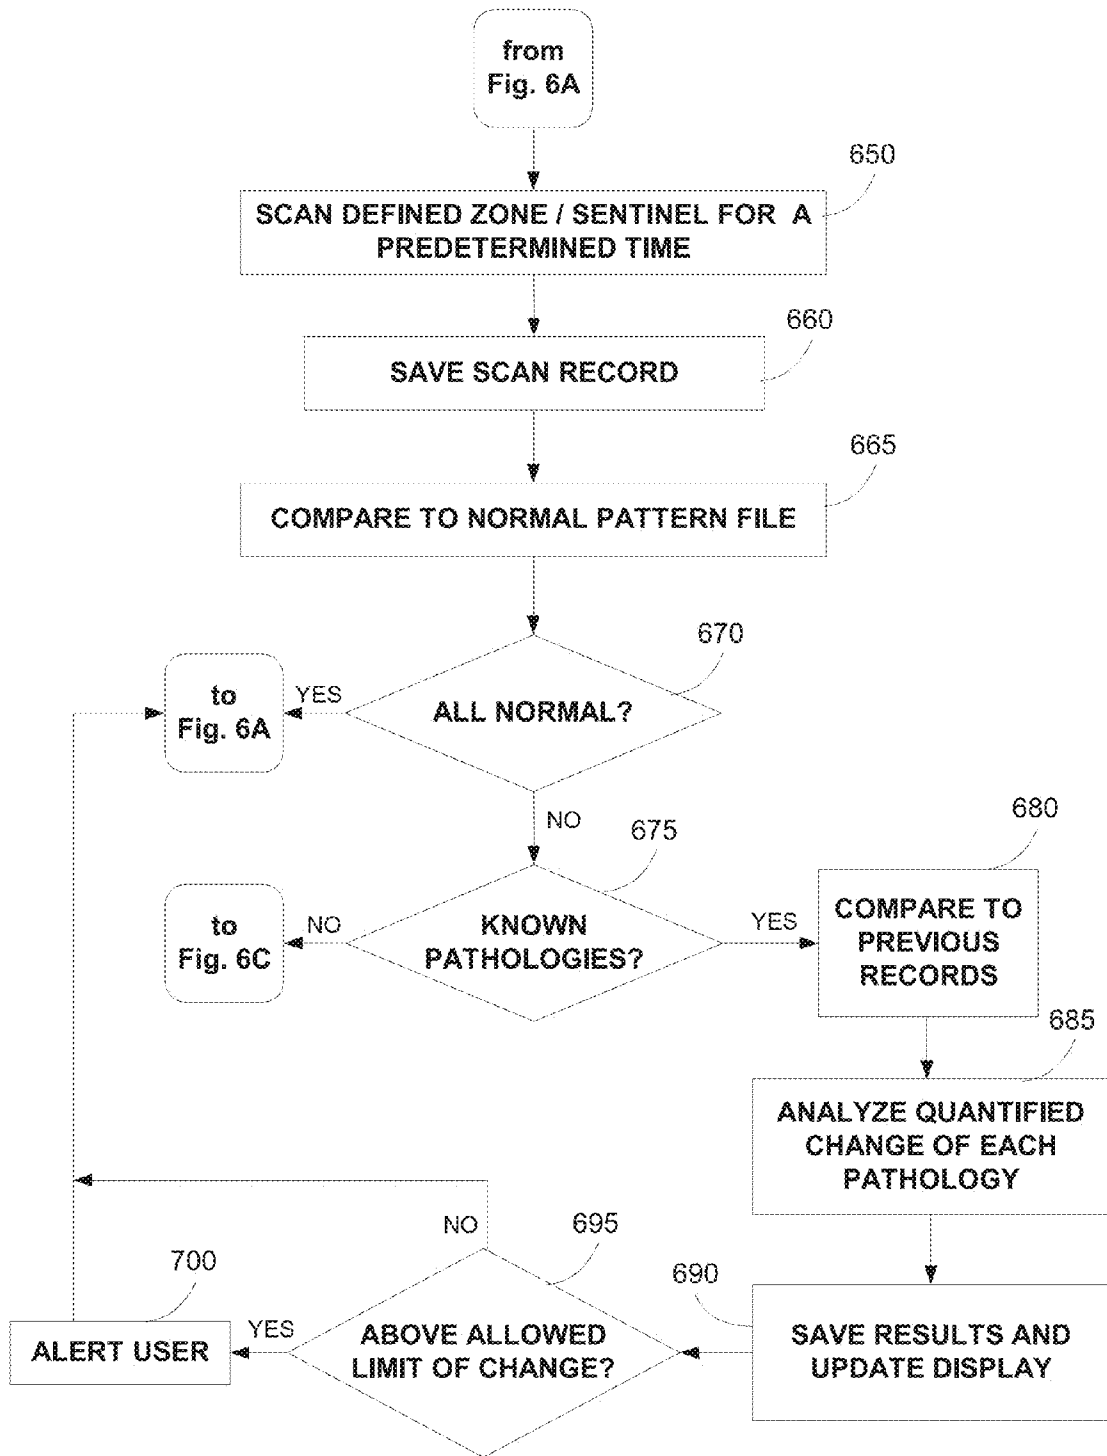 from
Fig. 6A
650
SCAN DEFINED ZONE / SENTINEL FOR A
PREDETERMINED TIME
660
SAVE SCAN RECORD
665
COMPARE TO NORMAL PATTERN FILE
670
to
Fig. 6A
YES
ALL NORMAL?
NO
675
680
to
Fig. 6C
NO
KNOWN
PATHOLOGIES?
YES
COMPARE TO
PREVIOUS
RECORDS
685
ANALYZE QUANTIFIED
CHANGE OF EACH
PATHOLOGY
NO
695
700
690
ALERT USER
YES
ABOVE ALLOWED
LIMIT OF CHANGE?
SAVE RESULTS AND
UPDATE DISPLAY